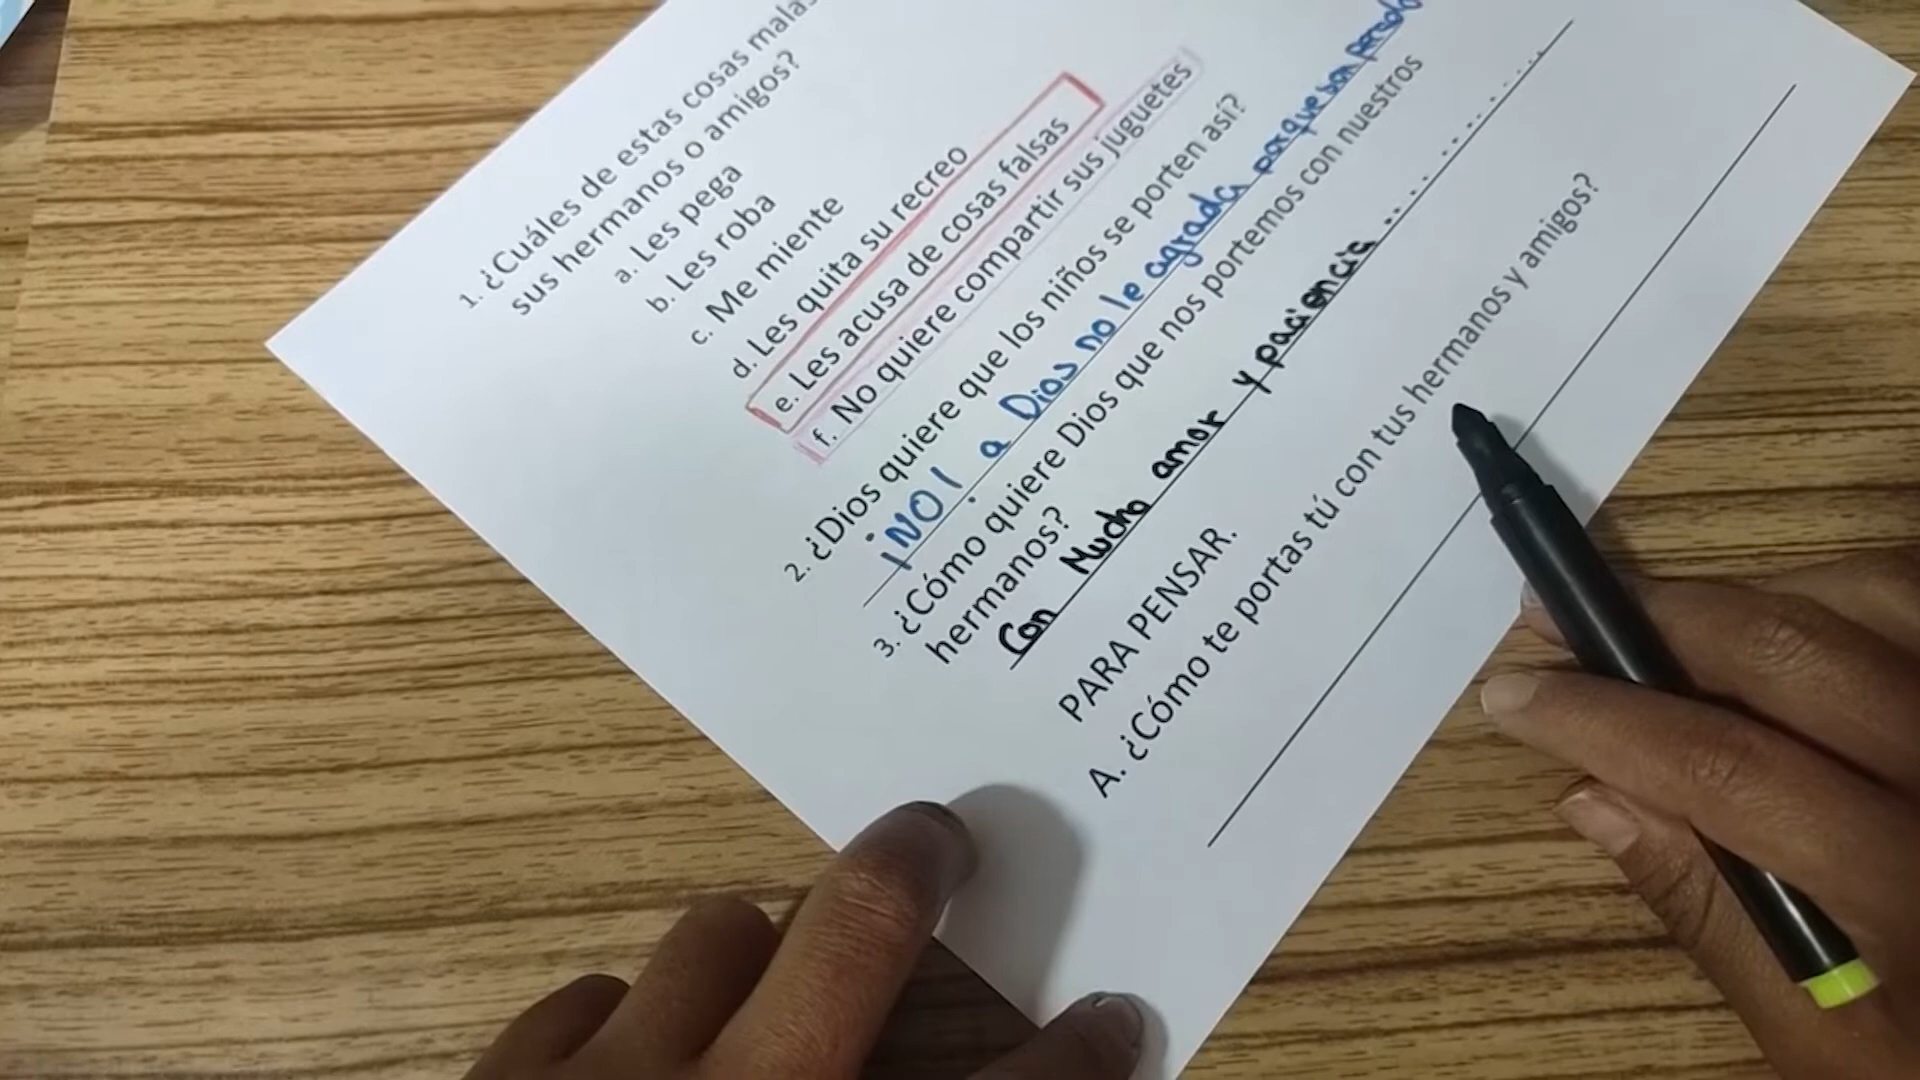 1. ¿Cuáles de estas cosas malas
sus hermanos o amigos?
a. Les pega
b. Les roba
c. Me miente
d. Les quita su recreo
e. Les acusa de cosas falsas
f. No quiere compartir sus juguetes
2. ¿Dios quiere que los niños se porten así?
¡NO! a Dios no le agrada porque son
3. ¿Cómo quiere Dios que nos portemos con nuestros
hermanos?
Con Mucho amor y paciencia
PARA PENSAR.
A. ¿Cómo te portas tú con tus hermanos y amigos?